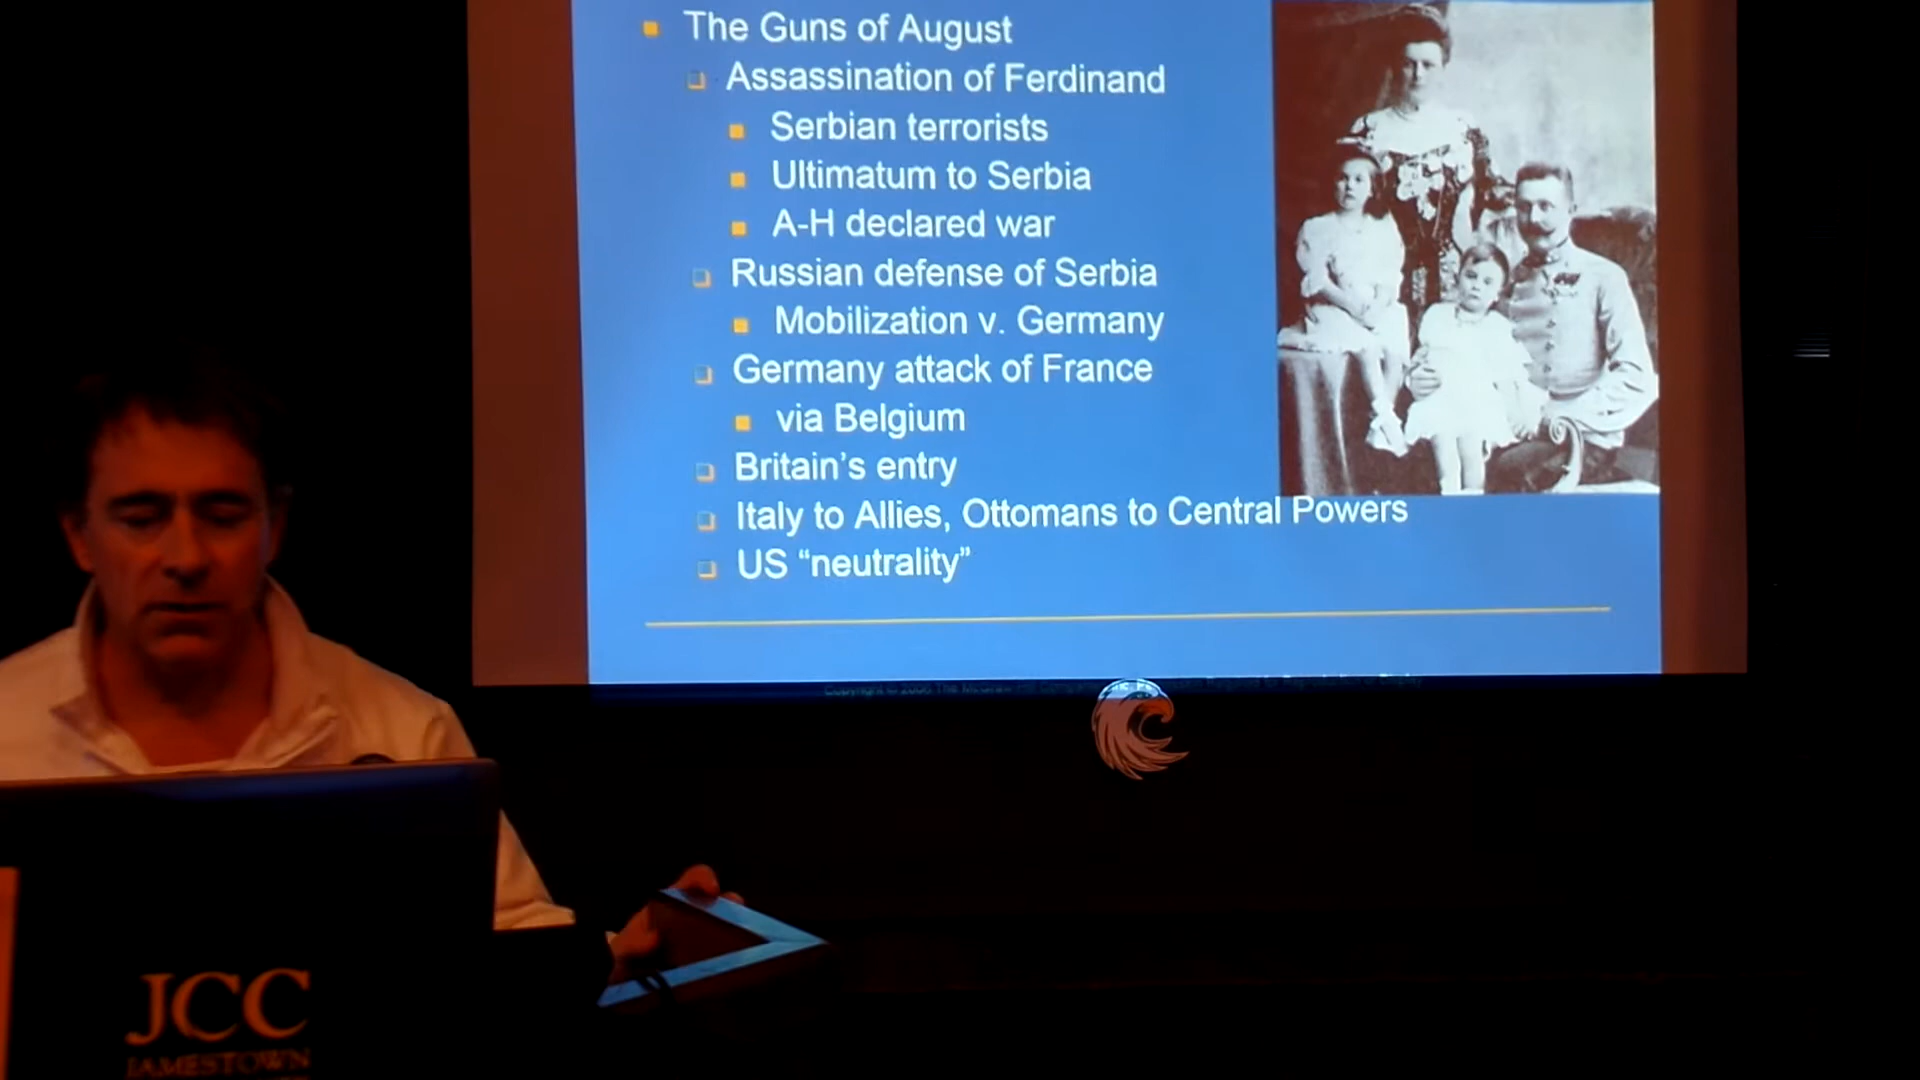 The Guns of August
Assassination of Ferdinand
Serbian terrorists
Ultimatum to Serbia
A-H declared war
Russian defense of Serbia
Mobilization v. Germany
Germany attack of France
via Belgium
Britain's entry
Italy to Allies, Ottomans to Central Powers
US “neutrality”
JCC
JAMESTOWN